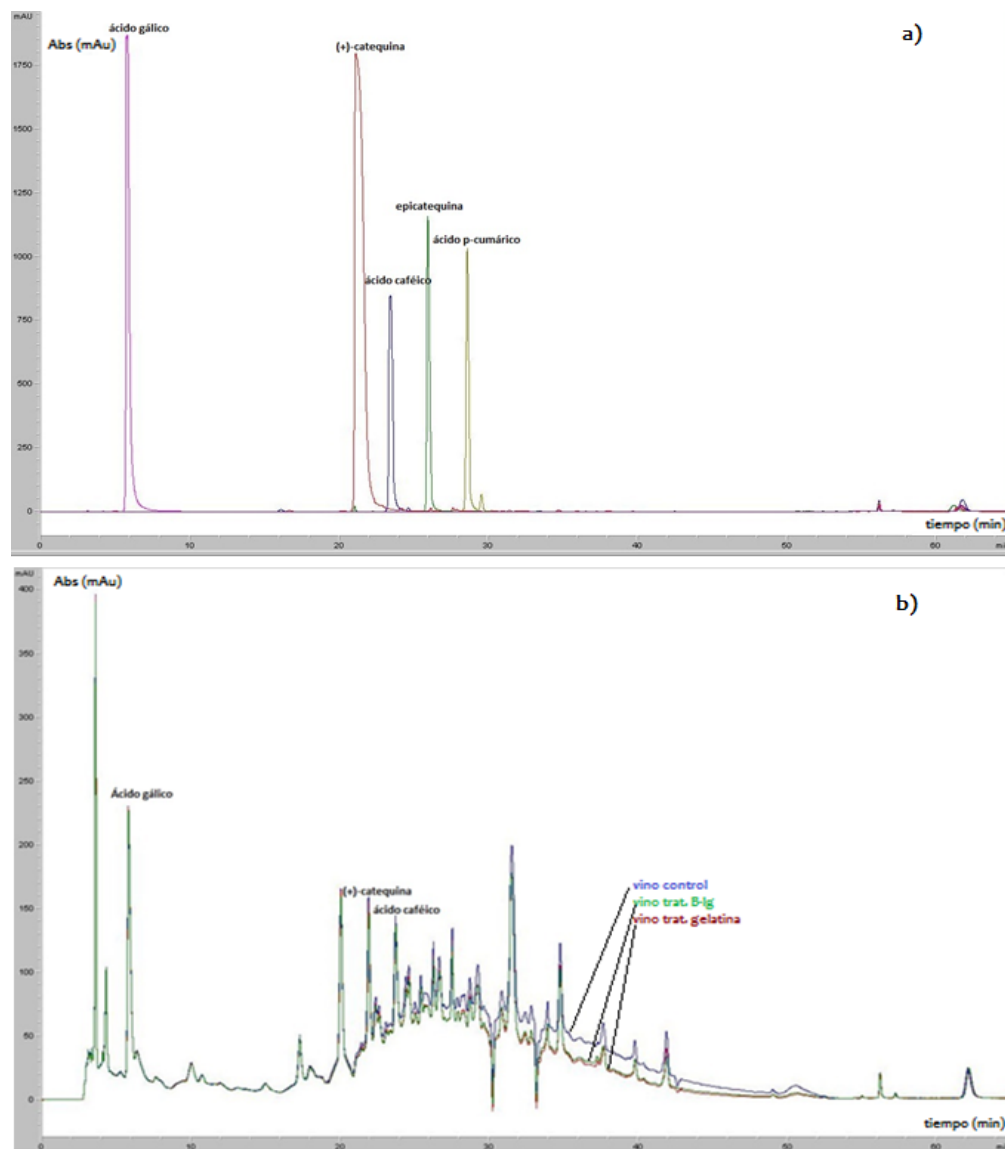 mAU
ácido gálico
Abs (mAu)
a)
(+)-catequina
1750
1500
1250
epicatequina
ácido p-cumárico
1000
ácido caféico
750
500
250
0
tiempo (min)
0 10 20 30 40 50 60
mAU
Abs (mAu)
b)
400
350
300
250
Ácido gálico
200
(+)-catequina
ácido caféico
vino control
vino trat. B-lg
vino trat. gelatina
150
100
50
0
tiempo (min)
0 10 20 30 40 50 60